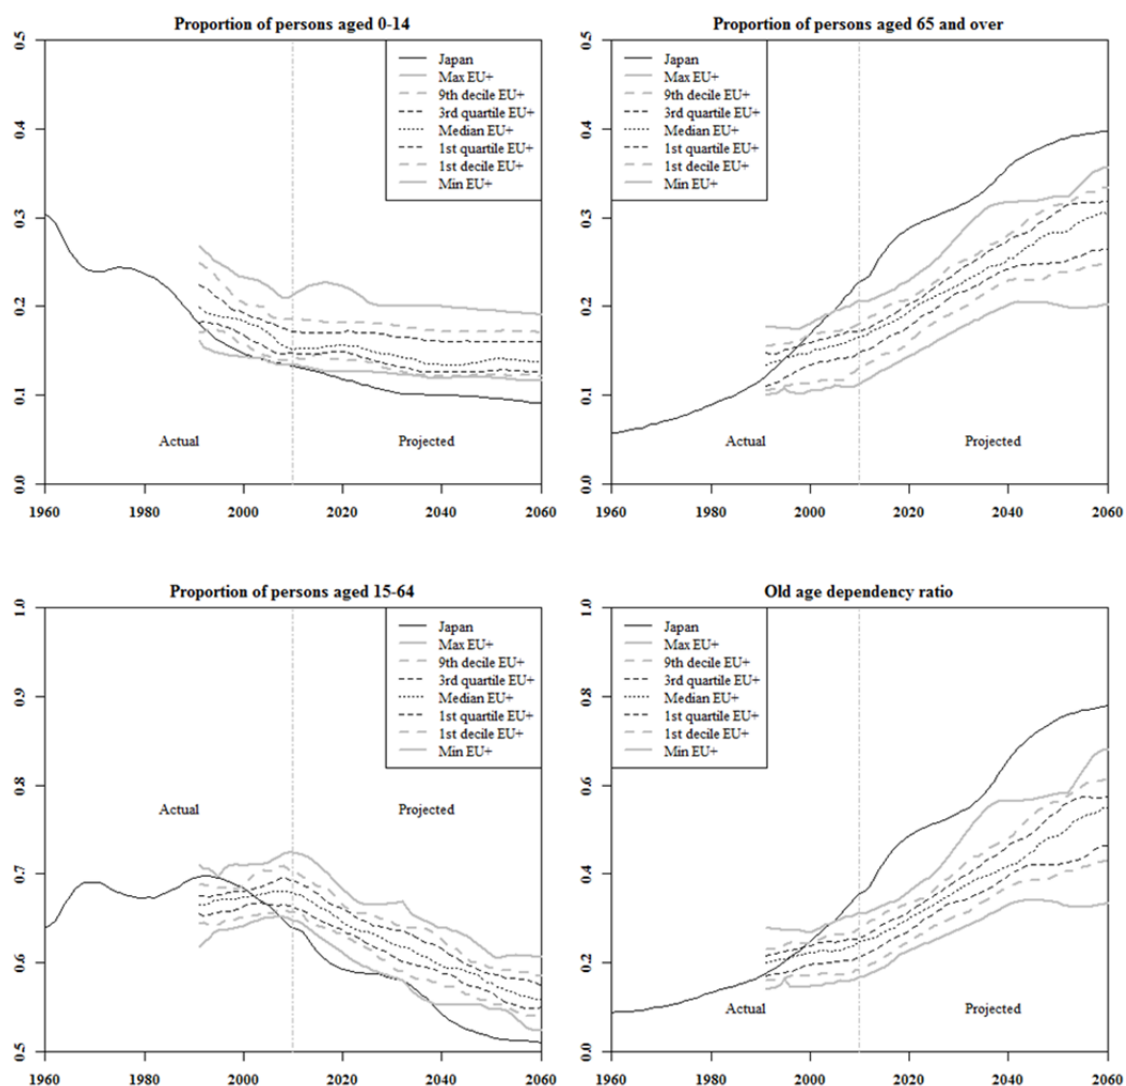 Proportion of persons aged 0-14
0.5
0.4
0.3
0.2
0.1
0.0
Japan
Max EU+
9th decile EU+
3rd quartile EU+
Median EU+
1st quartile EU+
1st decile EU+
Min EU+
Actual
Projected
1960 1980 2000 2020 2040 2060
Proportion of persons aged 65 and over
0.5
0.4
0.3
0.2
0.1
0.0
Japan
Max EU+
9th decile EU+
3rd quartile EU+
Median EU+
1st quartile EU+
1st decile EU+
Min EU+
Actual
Projected
1960 1980 2000 2020 2040 2060
Proportion of persons aged 15-64
1.0
0.9
0.8
0.7
0.6
0.5
Japan
Max EU+
9th decile EU+
3rd quartile EU+
Median EU+
1st quartile EU+
1st decile EU+
Min EU+
Actual
Projected
1960 1980 2000 2020 2040 2060
Old age dependency ratio
1.0
0.8
0.6
0.4
0.2
0.0
Japan
Max EU+
9th decile EU+
3rd quartile EU+
Median EU+
1st quartile EU+
1st decile EU+
Min EU+
Actual
Projected
1960 1980 2000 2020 2040 2060